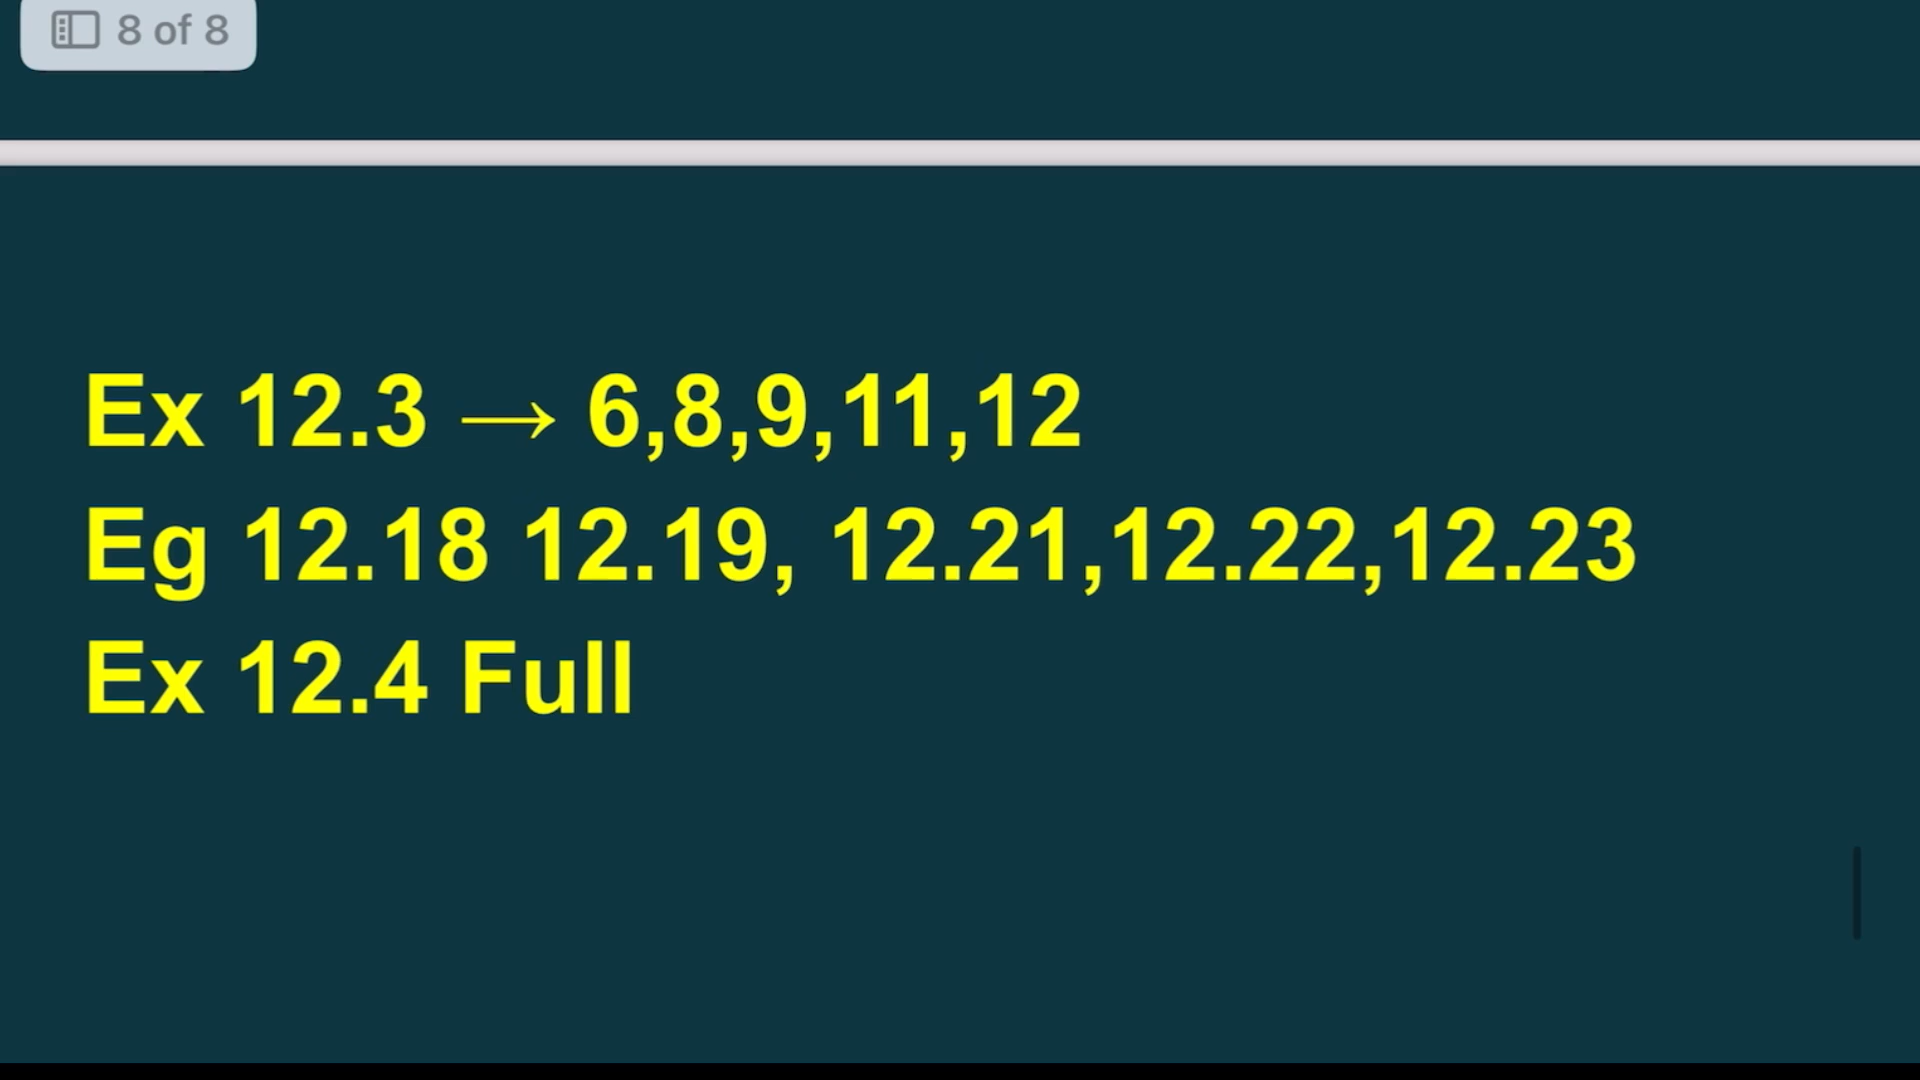 8 of 8
Ex 12.3 → 6,8,9,11,12
Eg 12.18 12.19, 12.21,12.22,12.23
Ex 12.4 Full